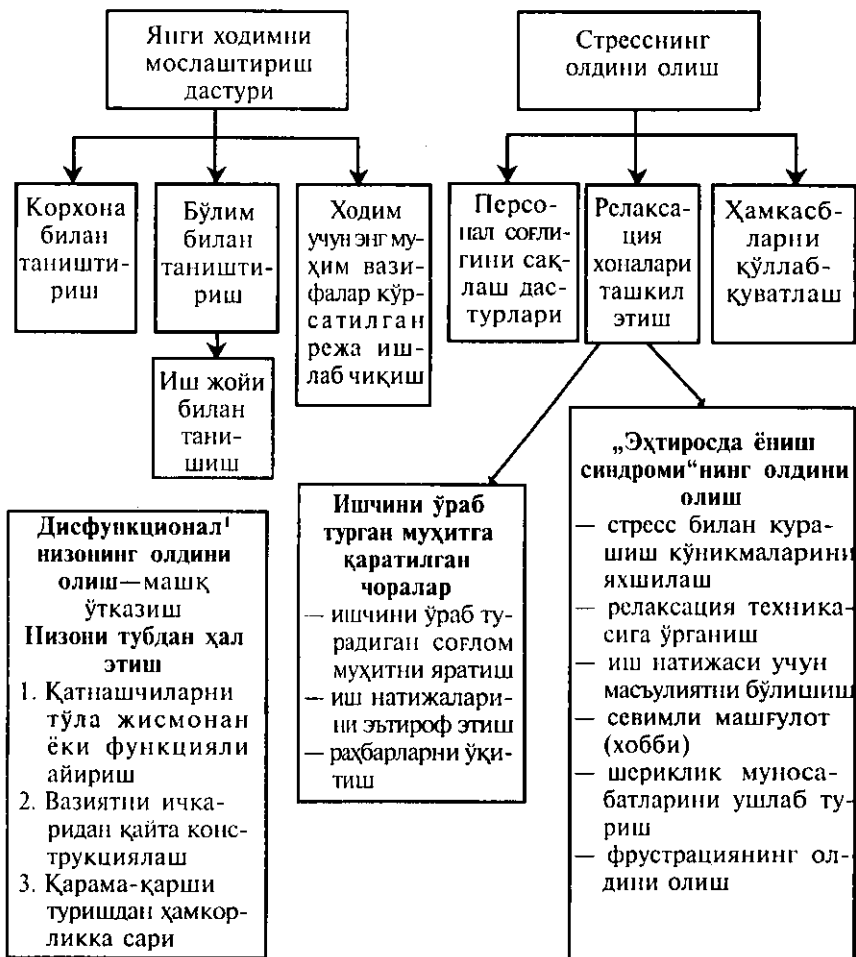 Янги ходимни
мослаштириш
дастури
Стресснинг
олдини олиш
Корхона
билан
таништи-
риш
Бўлим
билан
таништи-
риш
Ходим
учун энг му-
ҳим вазифа-
фалар кўр-
сатилган
режа иш-
лаб чиқиш
Персо-
нал соғли-
гини сақ-
лаш дас-
турлари
Релакса-
ция
хоналари
ташкил
этиш
Ҳамкасб-
ларни
қўллаб-
қуватлаш
Иш жойи
билан
тани-
шиш
Дисфункционал¹
низонинг олдини
олиш—машқ
ўтказиш
Низони тубдан ҳал
этиш
1. Қатнашчиларни
тўла жисмонан
ёки функцияли
айириш
2. Вазиятни ичка-
ридан қайта конс-
трукциялаш
3. Қарама-қарши
туришдан ҳамкор-
ликка сари
Ишчини ўраб
турган муҳитга
қаратилган
чоралар
— ишчини ўраб ту-
радиган соғлом
муҳитни яратиш
— иш натижалари-
ни эътироф этиш
— раҳбарларни ўқи-
тиш
„Эҳтиросда ёниш
синдроми“нинг олдини
олиш
— стресс билан кура-
шиш кўникмаларини
яхшилаш
— релаксация техника-
сига ўрганиш
— иш натижаси учун
масъулиятни бўлишиш
— севимли машғулот
(хобби)
— шериклик муноса-
батларини ушлаб ту-
риш
— фрустрациянинг ол-
дини олиш